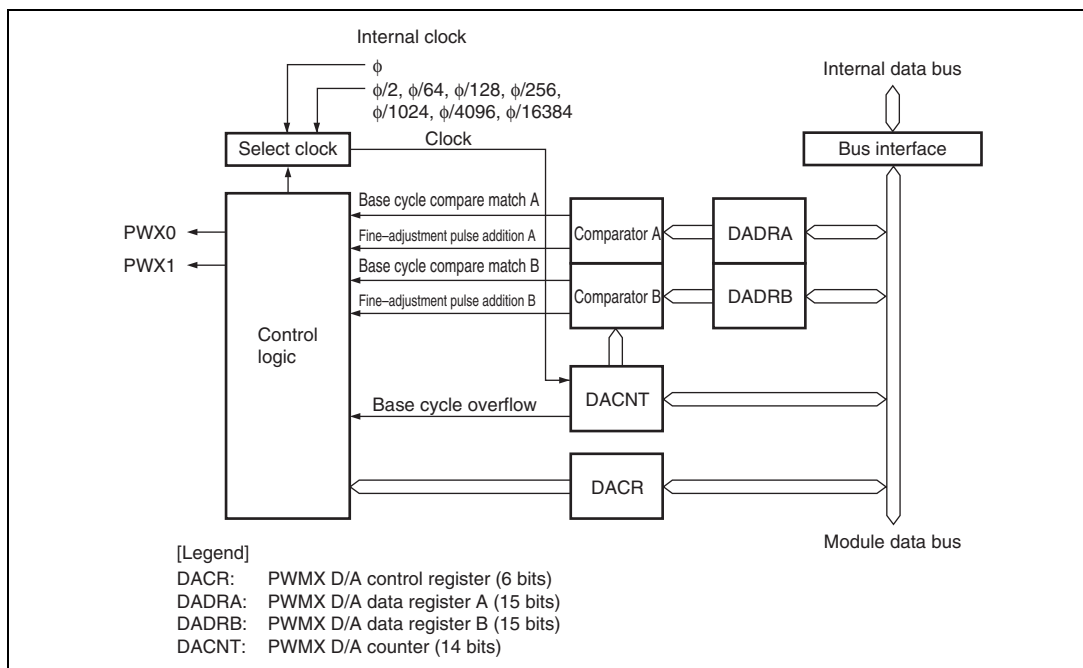 Internal clock
ϕ
ϕ/2, ϕ/64, ϕ/128, ϕ/256,
ϕ/1024, ϕ/4096, ϕ/16384
Internal data bus
Select clock
Clock
Bus interface
Base cycle compare match A
PWX0
Fine–adjustment pulse addition A
Comparator A
DADRA
PWX1
Base cycle compare match B
Fine–adjustment pulse addition B
Comparator B
DADRB
Control
logic
Base cycle overflow
DACNT
DACR
Module data bus
[Legend]
DACR: PWMX D/A control register (6 bits)
DADRA: PWMX D/A data register A (15 bits)
DADRB: PWMX D/A data register B (15 bits)
DACNT: PWMX D/A counter (14 bits)